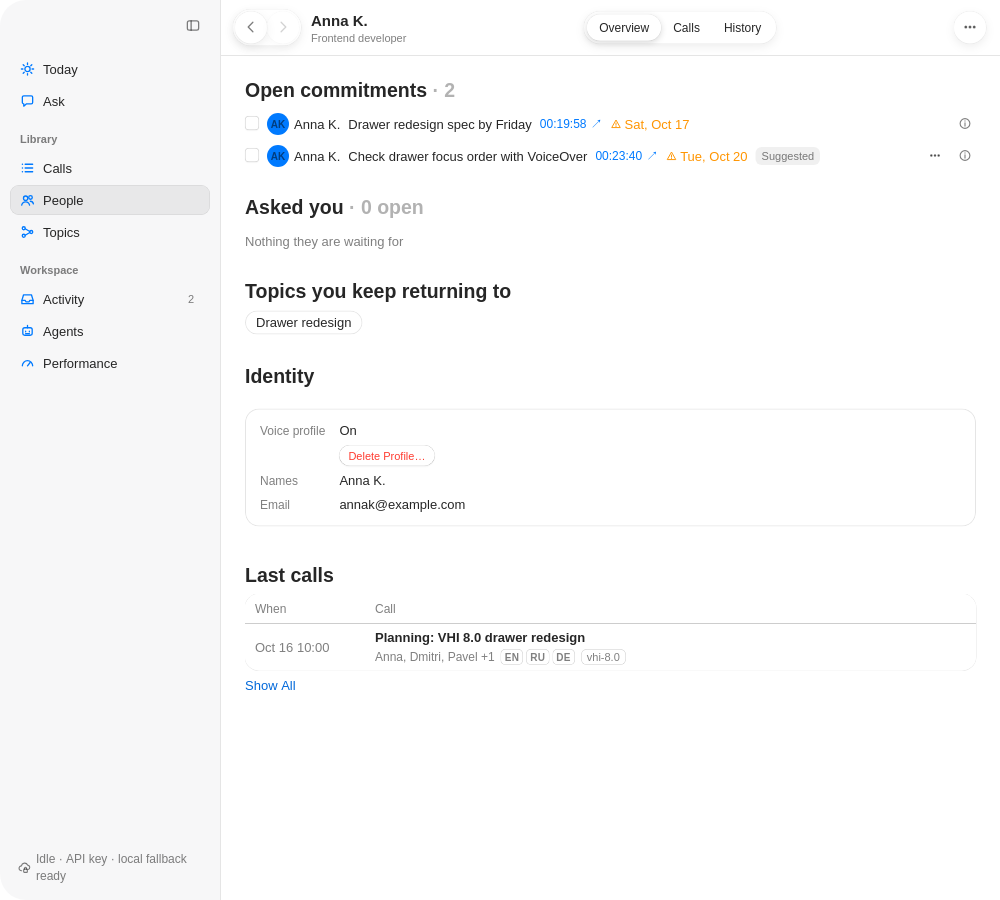 Today
Ask
Library
Calls
People
Topics
Workspace
Activity 2
Agents
Performance
Idle · API key · local fallback
ready
Anna K.
Frontend developer
Overview Calls History
Open commitments · 2
AK Anna K. Drawer redesign spec by Friday 00:19:58 ↗ Sat, Oct 17
AK Anna K. Check drawer focus order with VoiceOver 00:23:40 ↗ Tue, Oct 20 Suggested
Asked you · 0 open
Nothing they are waiting for
Topics you keep returning to
Drawer redesign
Identity
Voice profile On
Delete Profile…
Names Anna K.
Email annak@example.com
Last calls
When Call
Oct 16 10:00 Planning: VHI 8.0 drawer redesign
Anna, Dmitri, Pavel +1 EN RU DE vhi-8.0
Show All